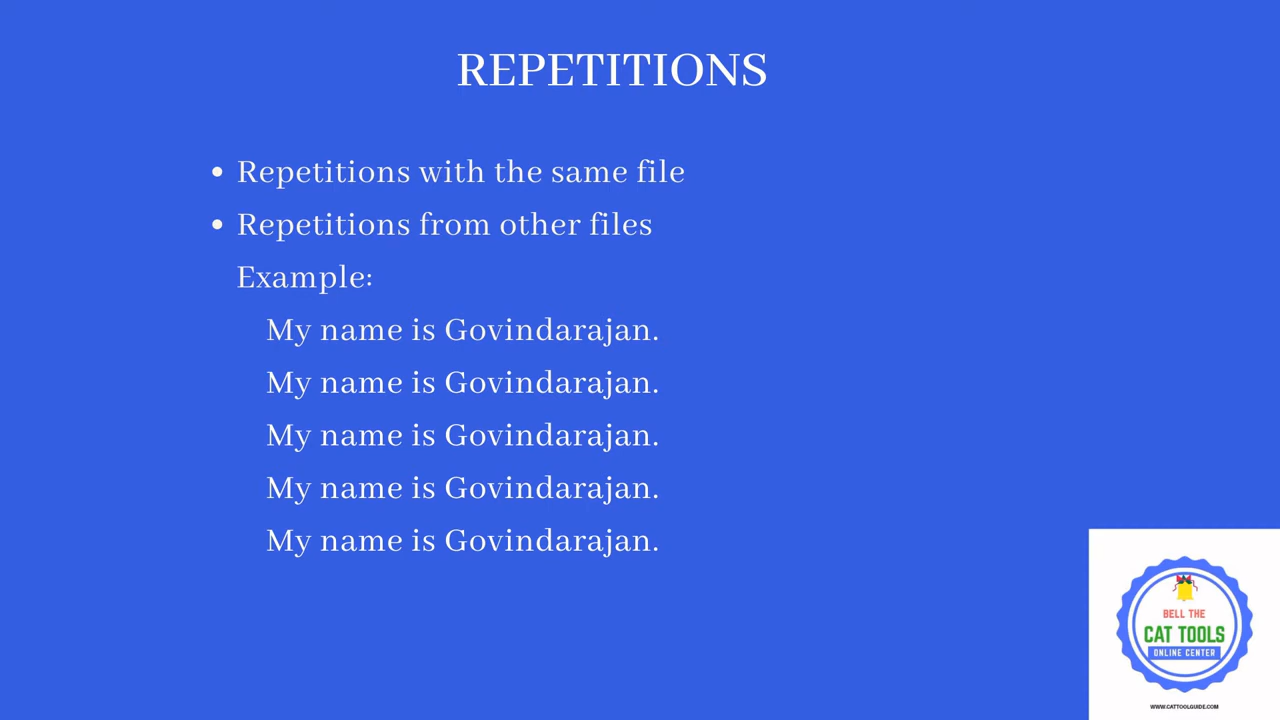 REPETITIONS
• Repetitions with the same file
• Repetitions from other files
Example:
My name is Govindarajan.
My name is Govindarajan.
My name is Govindarajan.
My name is Govindarajan.
My name is Govindarajan.
BELL THE
CAT TOOLS
ONLINE CENTER
WWW.CATTOOLGUIDE.COM